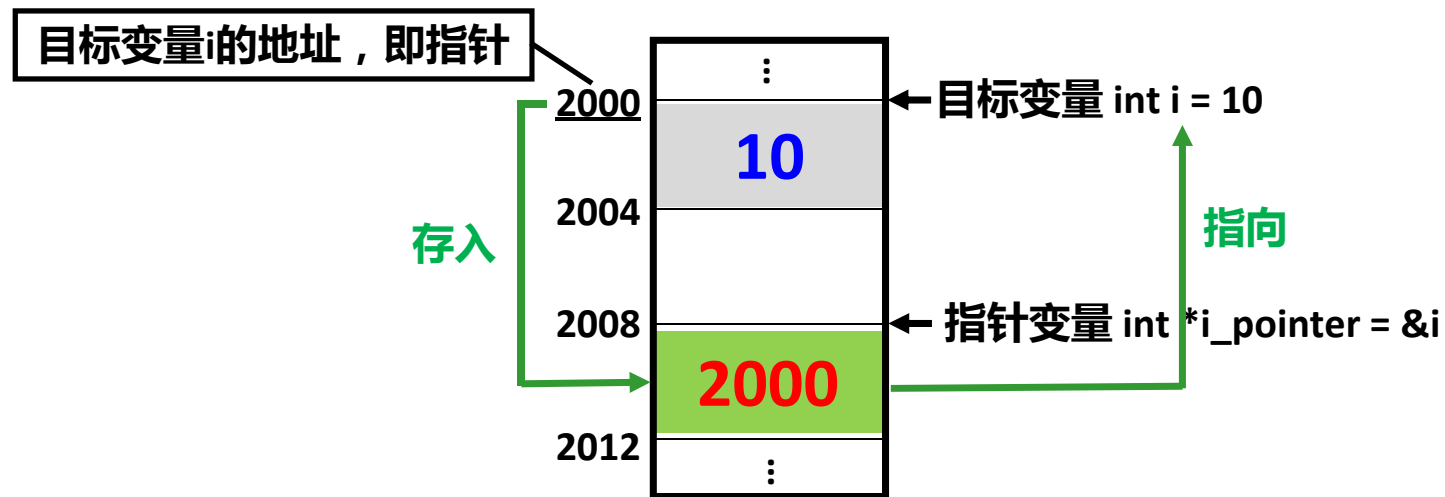 目标变量i的地址，即指针
⋮
2000
目标变量 int i = 10
10
2004
存入
指向
2008
指针变量 int *i_pointer = &i
2000
2012
⋮